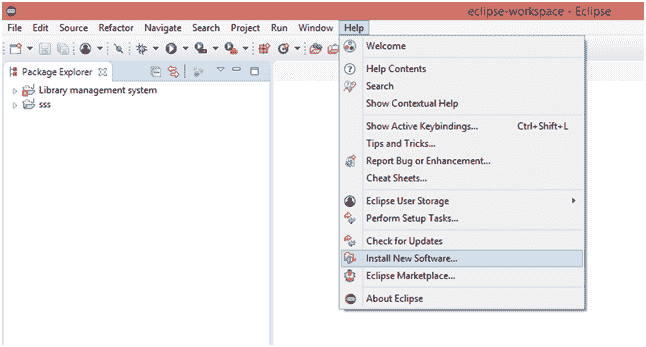 eclipse-workspace - Eclipse
File Edit Source Refactor Navigate Search Project Run Window Help
Package Explorer
Library management system
sss
Welcome
Help Contents
Search
Show Contextual Help
Show Active Keybindings... Ctrl+Shift+L
Tips and Tricks...
Report Bug or Enhancement...
Cheat Sheets...
Eclipse User Storage
Perform Setup Tasks...
Check for Updates
Install New Software...
Eclipse Marketplace...
About Eclipse